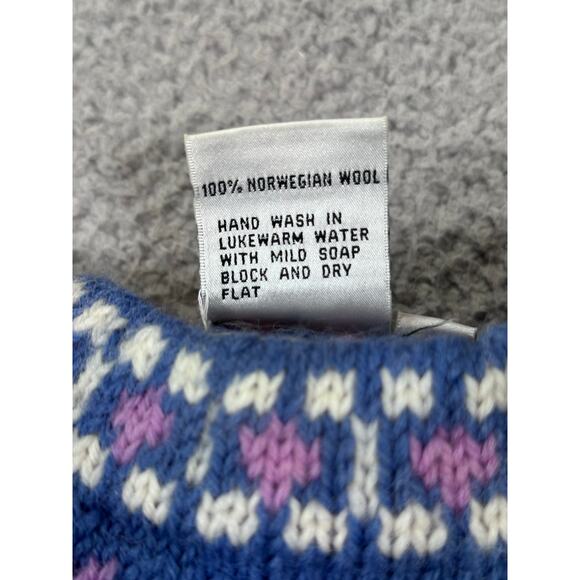 100% NORWEGIAN WOOL
HAND WASH IN
LUKEWARM WATER
WITH MILD SOAP
BLOCK AND DRY
FLAT